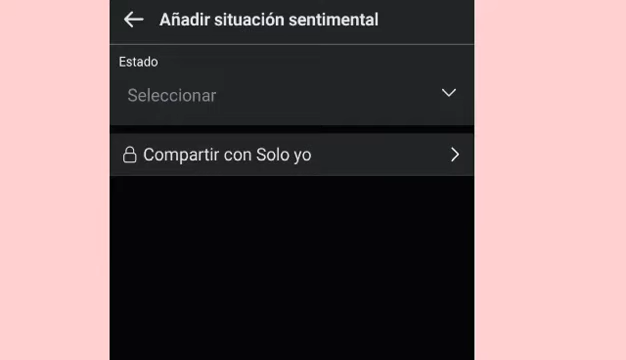 Añadir situación sentimental
Estado
Seleccionar
Compartir con Solo yo